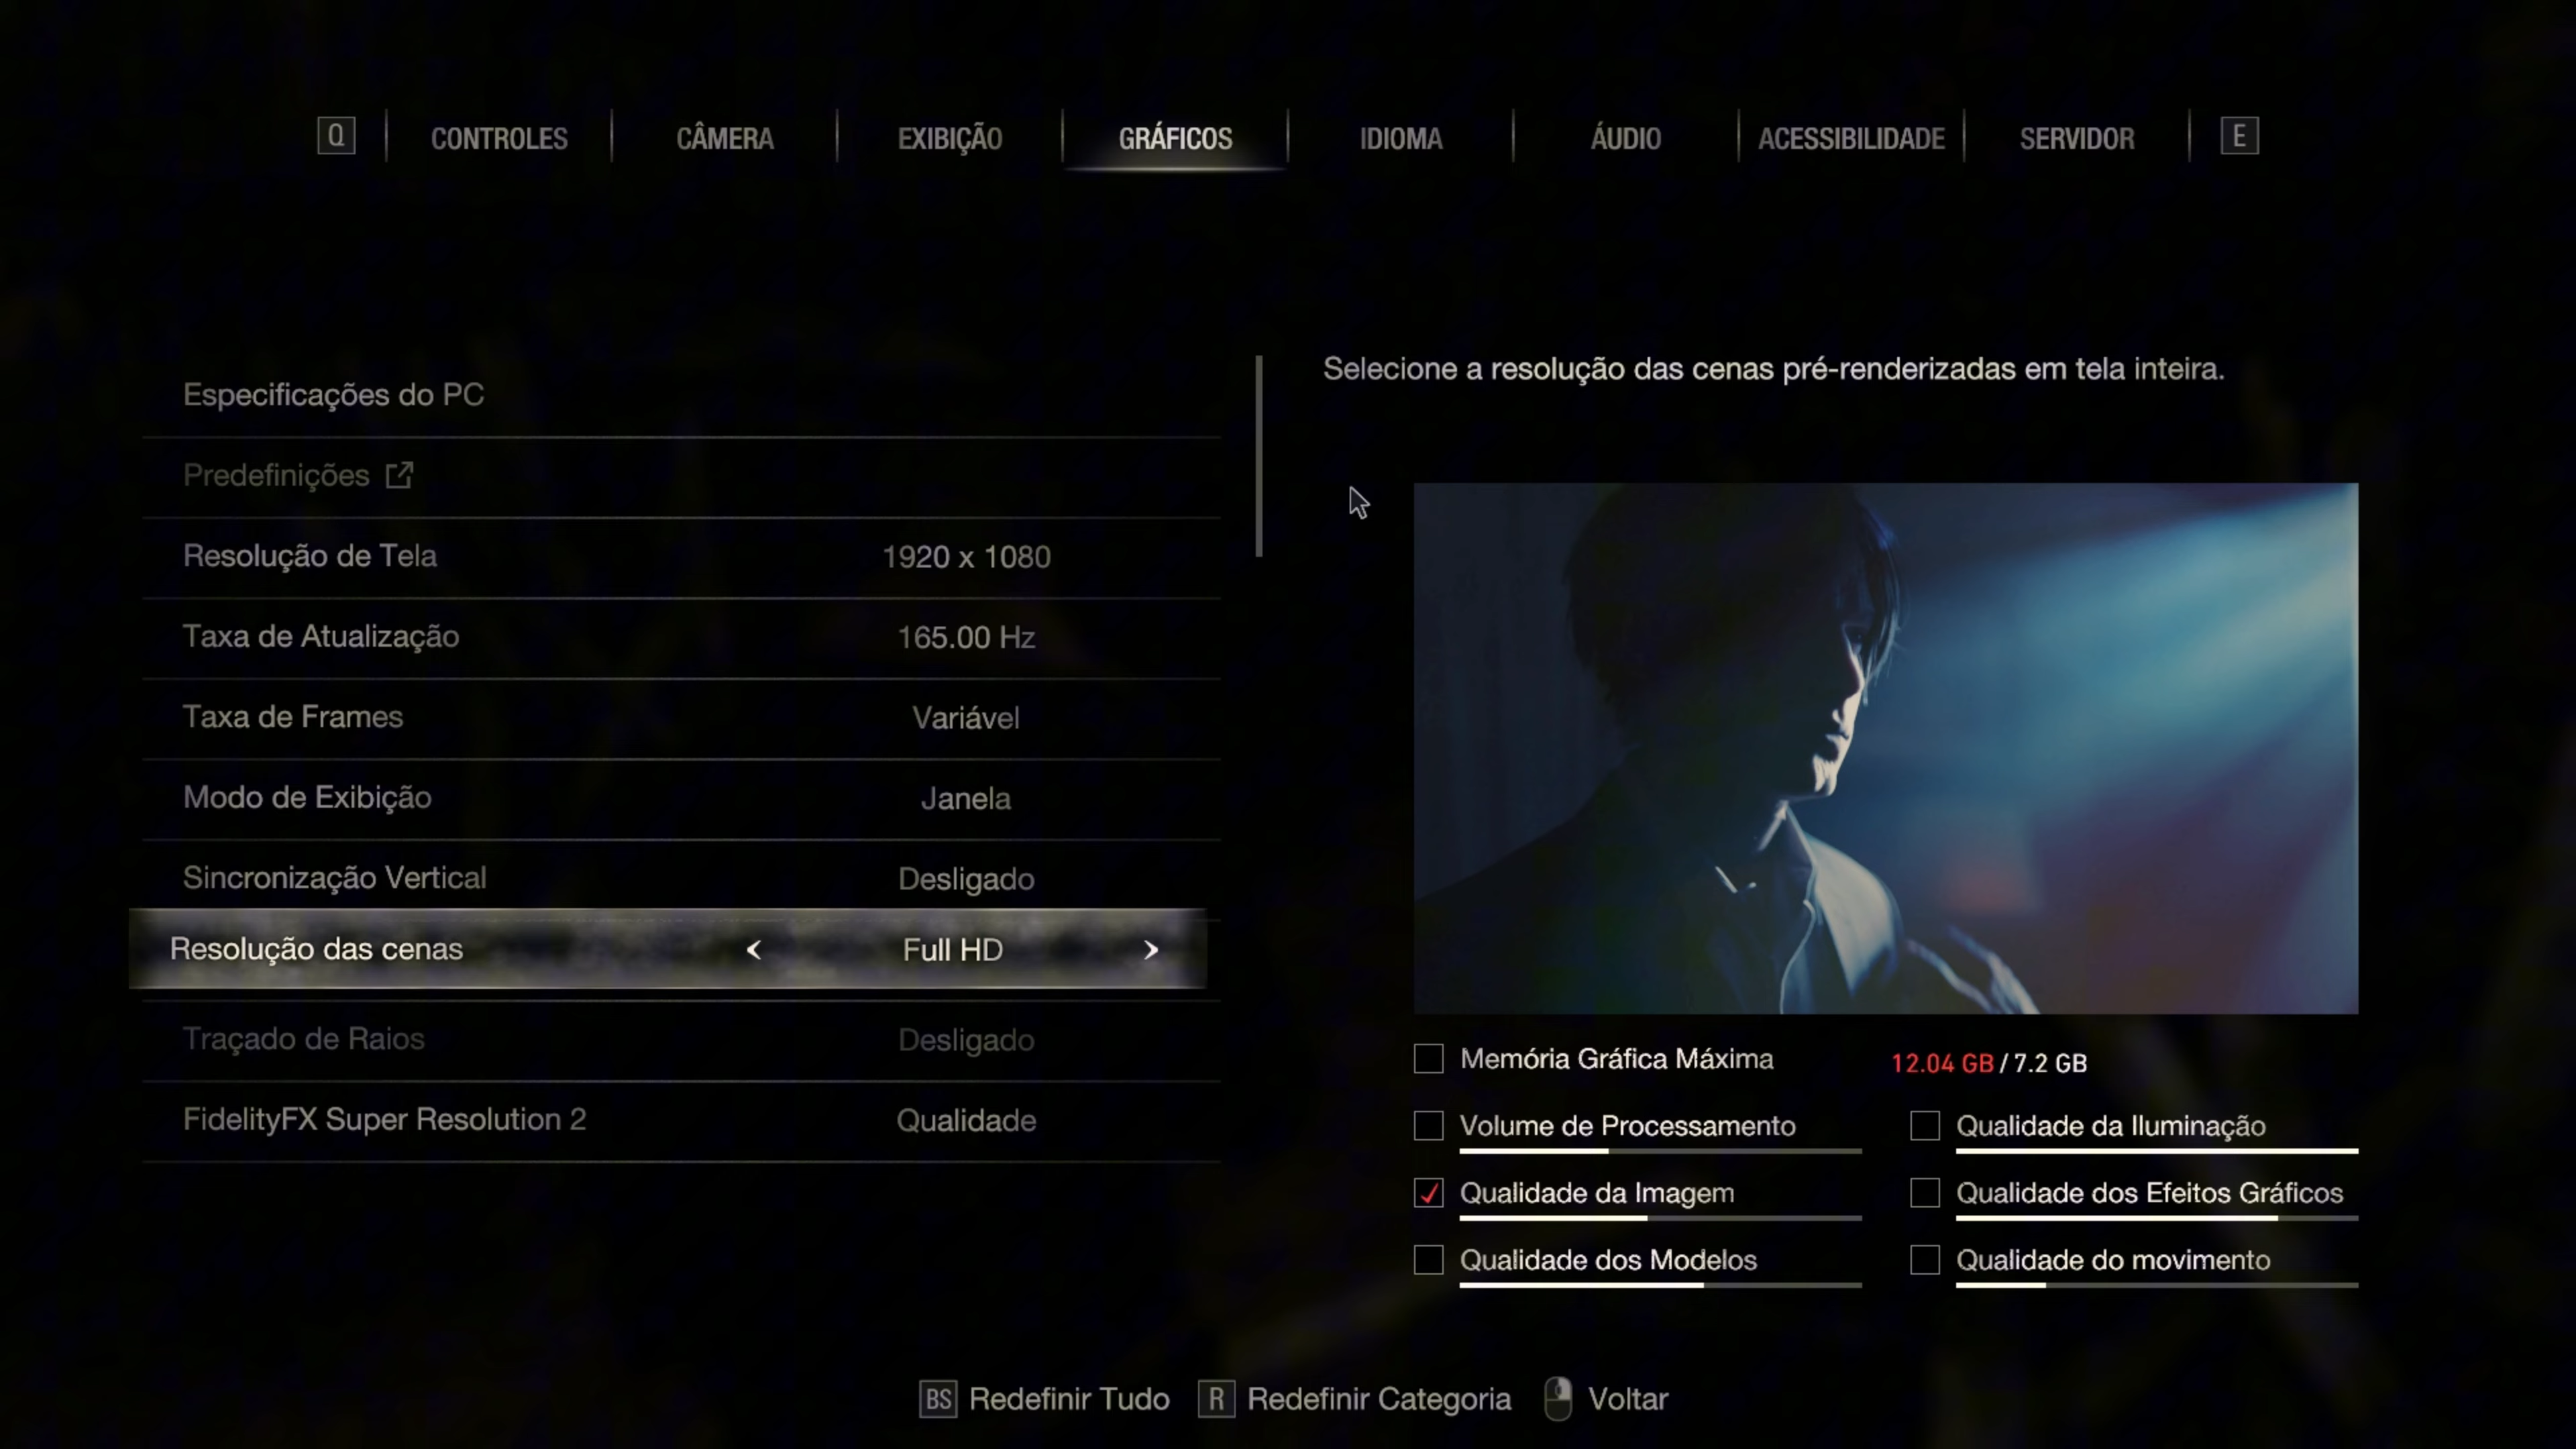 Q CONTROLES CÂMERA EXIBIÇÃO GRÁFICOS IDIOMA ÁUDIO ACESSIBILIDADE SERVIDOR E
Especificações do PC
Predefinições
Resolução de Tela 1920 x 1080
Taxa de Atualização 165.00 Hz
Taxa de Frames Variável
Modo de Exibição Janela
Sincronização Vertical Desligado
Resolução das cenas Full HD
Traçado de Raios Desligado
FidelityFX Super Resolution 2 Qualidade
Selecione a resolução das cenas pré-renderizadas em tela inteira.
Memória Gráfica Máxima 12.04 GB / 7.2 GB
Volume de Processamento Qualidade da Iluminação
Qualidade da Imagem Qualidade dos Efeitos Gráficos
Qualidade dos Modelos Qualidade do movimento
BS Redefinir Tudo R Redefinir Categoria Voltar